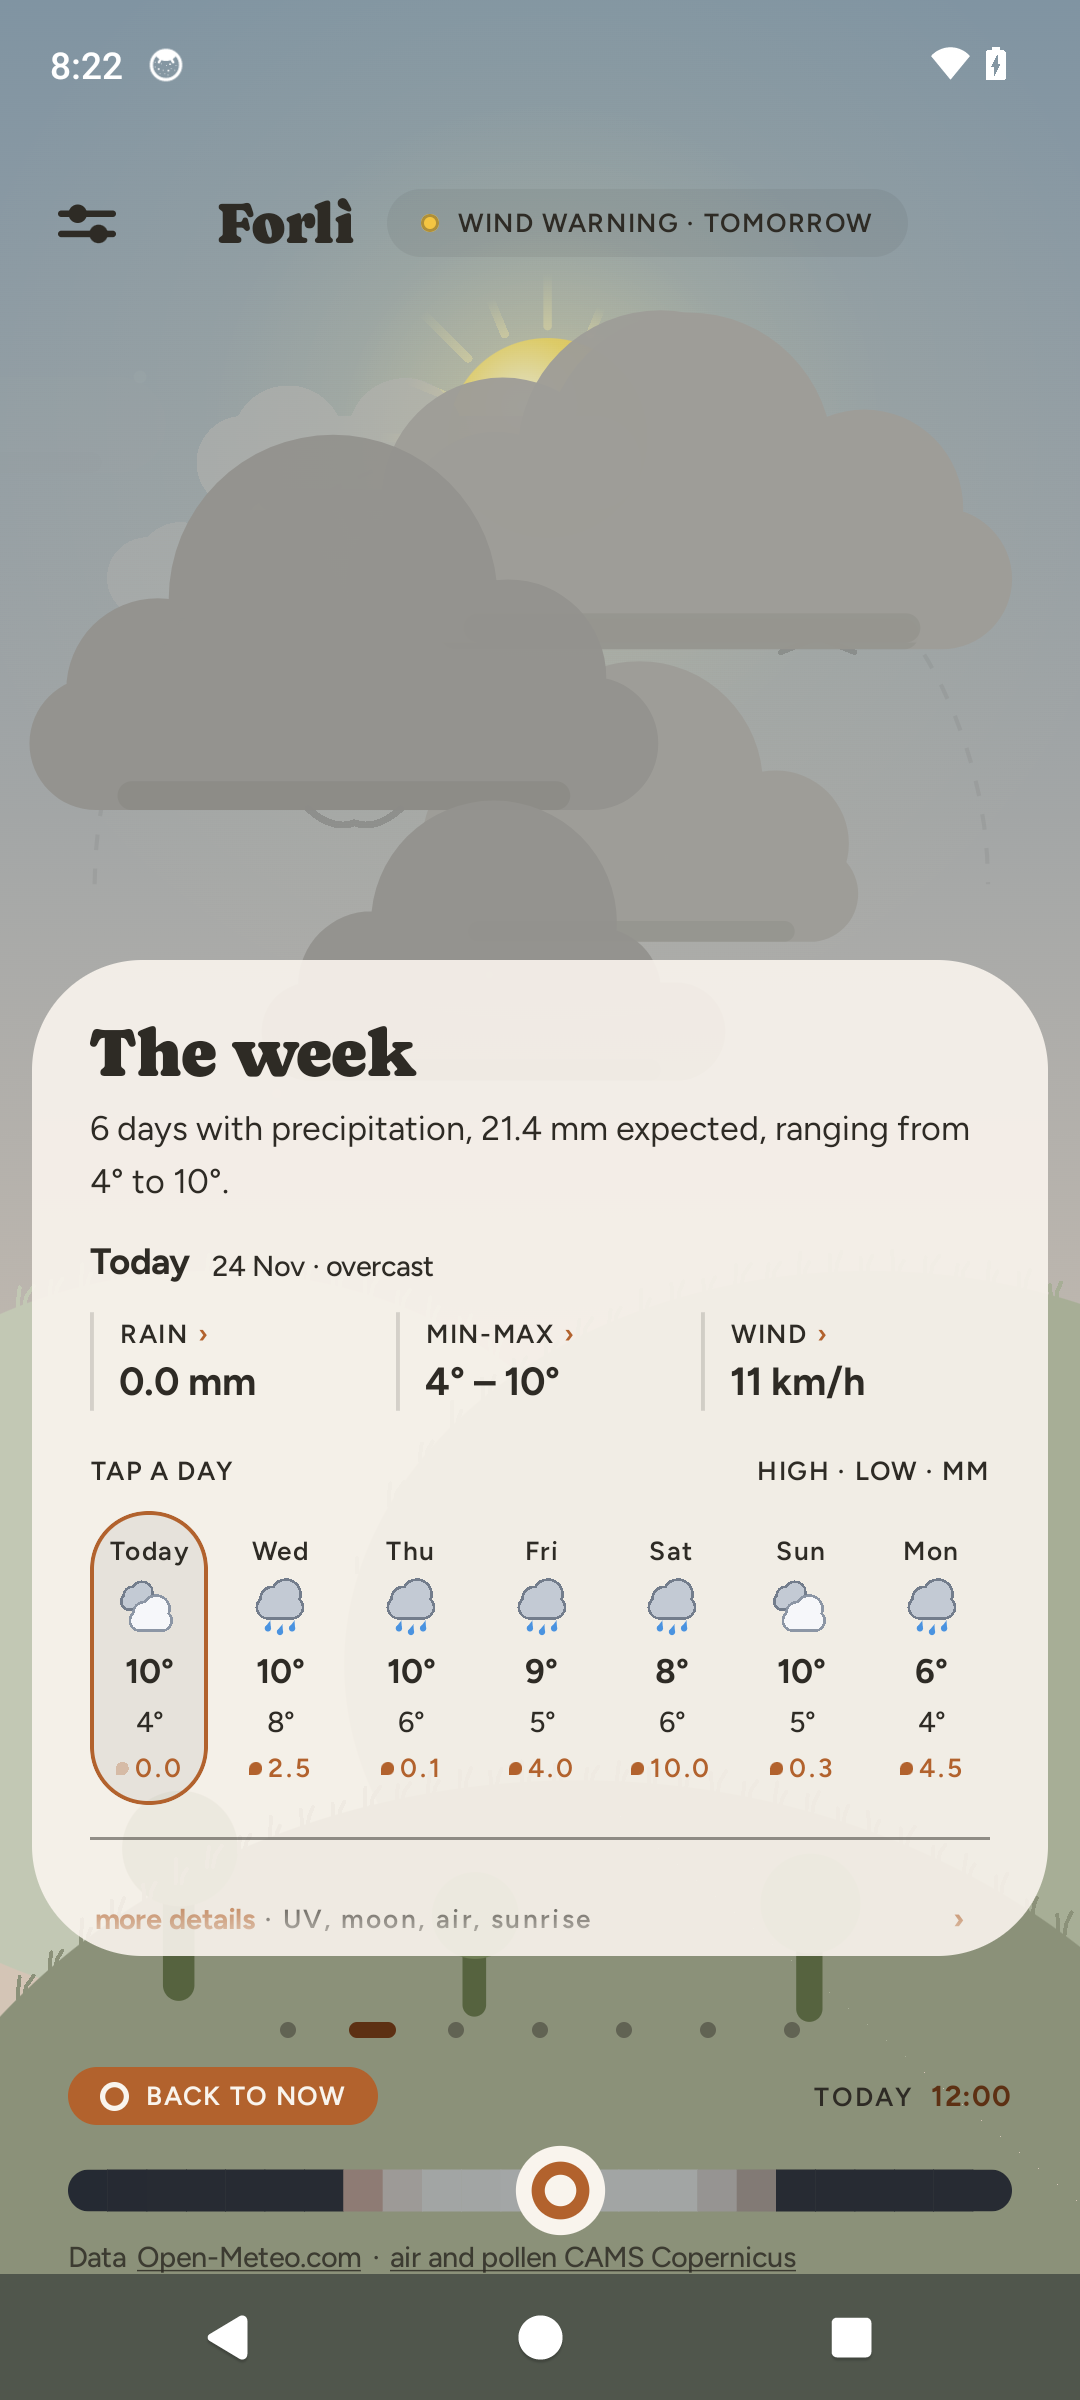 8:22
Forlì
WIND WARNING · TOMORROW
The week
6 days with precipitation, 21.4 mm expected, ranging from
4° to 10°.
Today 24 Nov · overcast
RAIN › MIN-MAX › WIND ›
0.0 mm 4° – 10° 11 km/h
TAP A DAY HIGH · LOW · MM
Today Wed Thu Fri Sat Sun Mon
10° 10° 10° 9° 8° 10° 6°
4° 8° 6° 5° 6° 5° 4°
0.0 2.5 0.1 4.0 10.0 0.3 4.5
more details · UV, moon, air, sunrise ›
BACK TO NOW TODAY 12:00
Data Open-Meteo.com · air and pollen CAMS Copernicus